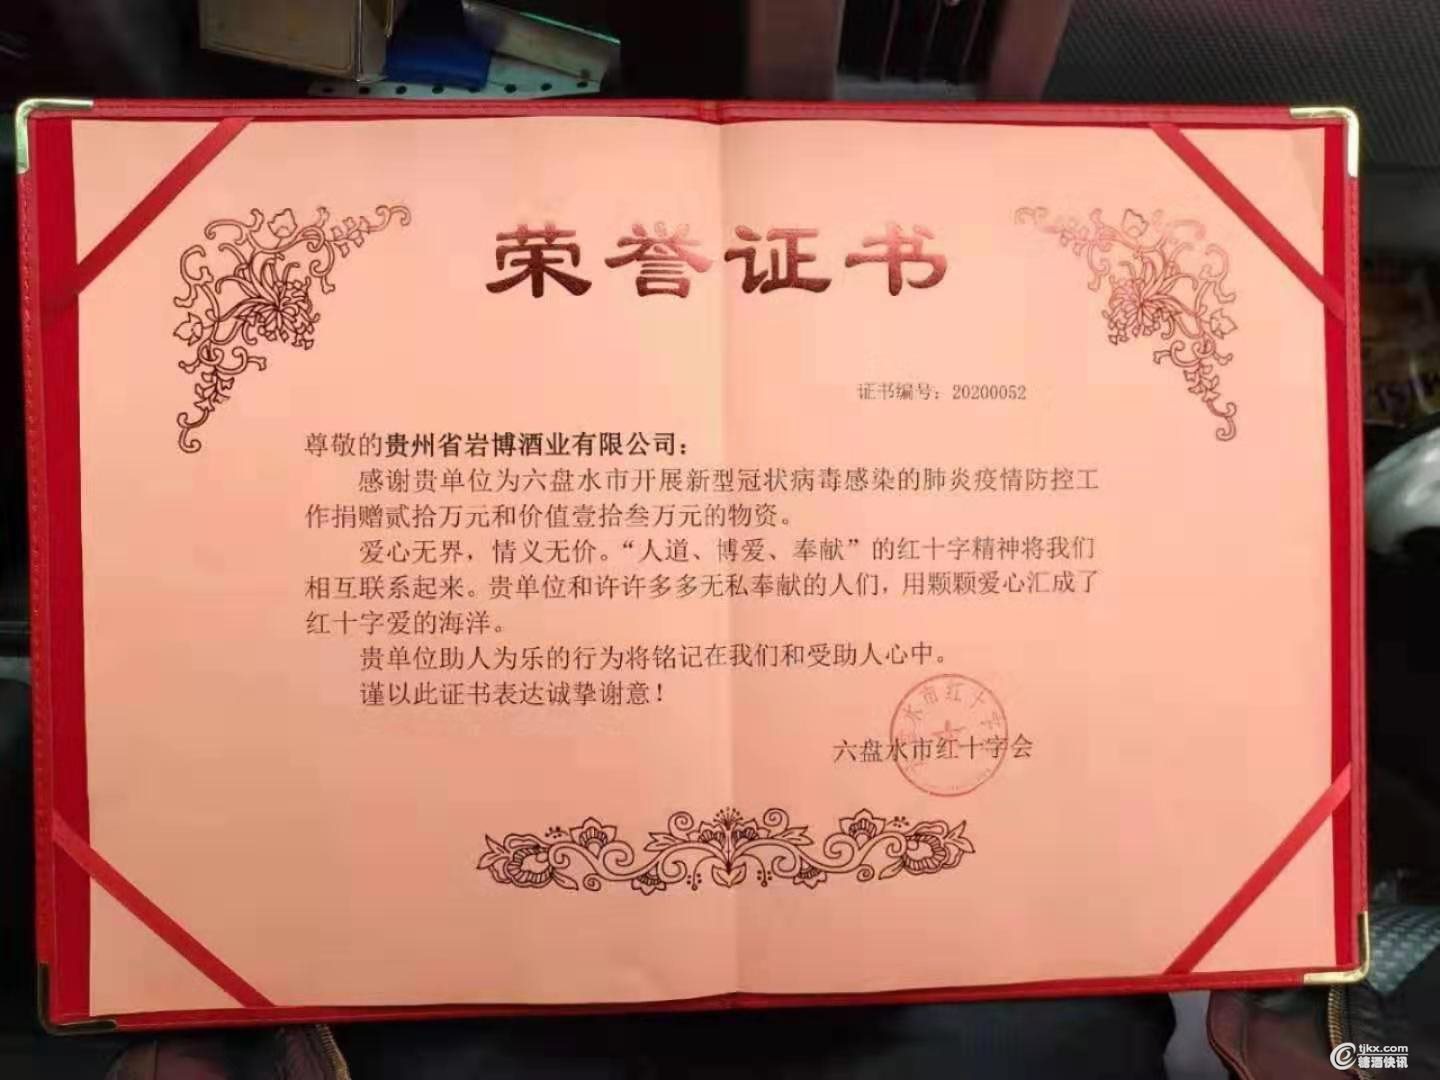 荣誉证书
证书编号：20200052
尊敬的贵州省岩博酒业有限公司：
感谢贵单位为六盘水市开展新型冠状病毒感染的肺炎疫情防控工
作捐赠贰拾万元和价值壹拾叁万元的物资。
爱心无界，情义无价。“人道、博爱、奉献”的红十字精神将我们
相互联系起来。贵单位和许许多多无私奉献的人们，用颗颗爱心汇成了
红十字爱的海洋。
贵单位助人为乐的行为将铭记在我们和受助人心中。
谨以此证书表达诚挚谢意！
水市红十字
六盘水市红十字会
tjkx.com
糖酒快讯